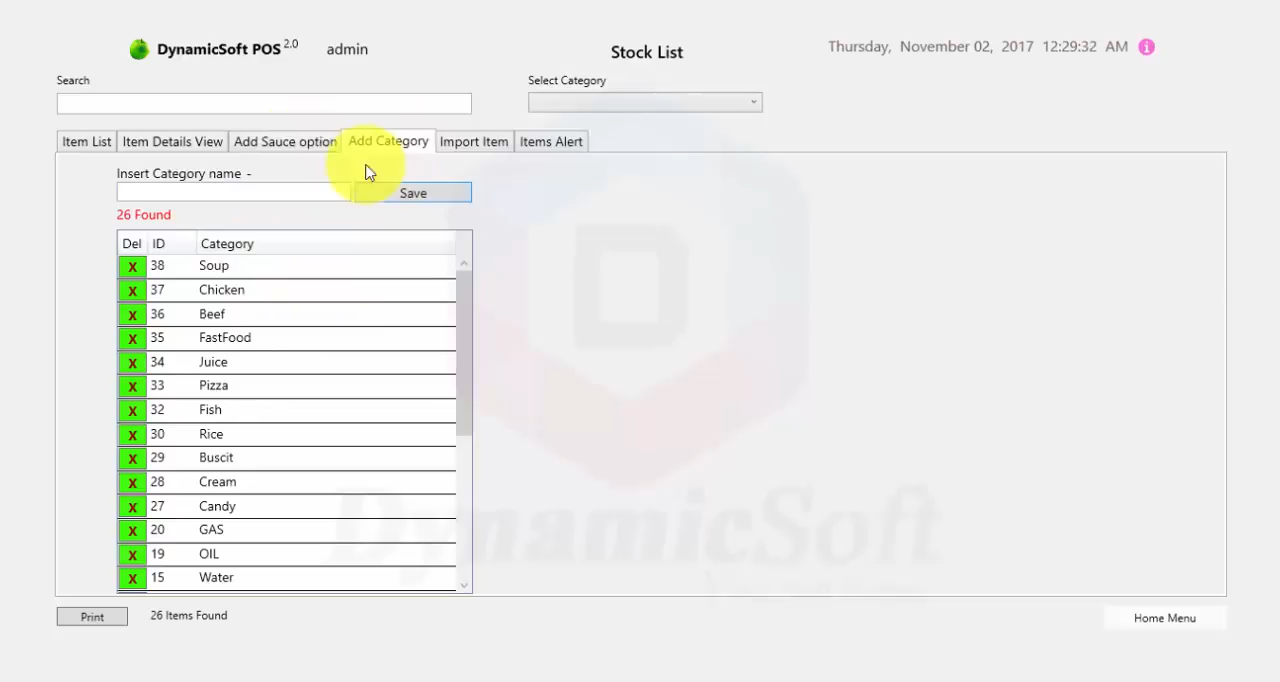 DynamicSoft POS 2.0 admin
Stock List
Thursday, November 02, 2017 12:29:32 AM
Search
Select Category
Item List Item Details View Add Sauce option Add Category Import Item Items Alert
Insert Category name -
Save
26 Found
Del ID Category
X 38 Soup
X 37 Chicken
X 36 Beef
X 35 FastFood
X 34 Juice
X 33 Pizza
X 32 Fish
X 30 Rice
X 29 Buscit
X 28 Cream
X 27 Candy
X 20 GAS
X 19 OIL
X 15 Water
DynamicSoft
Print 26 Items Found
Home Menu